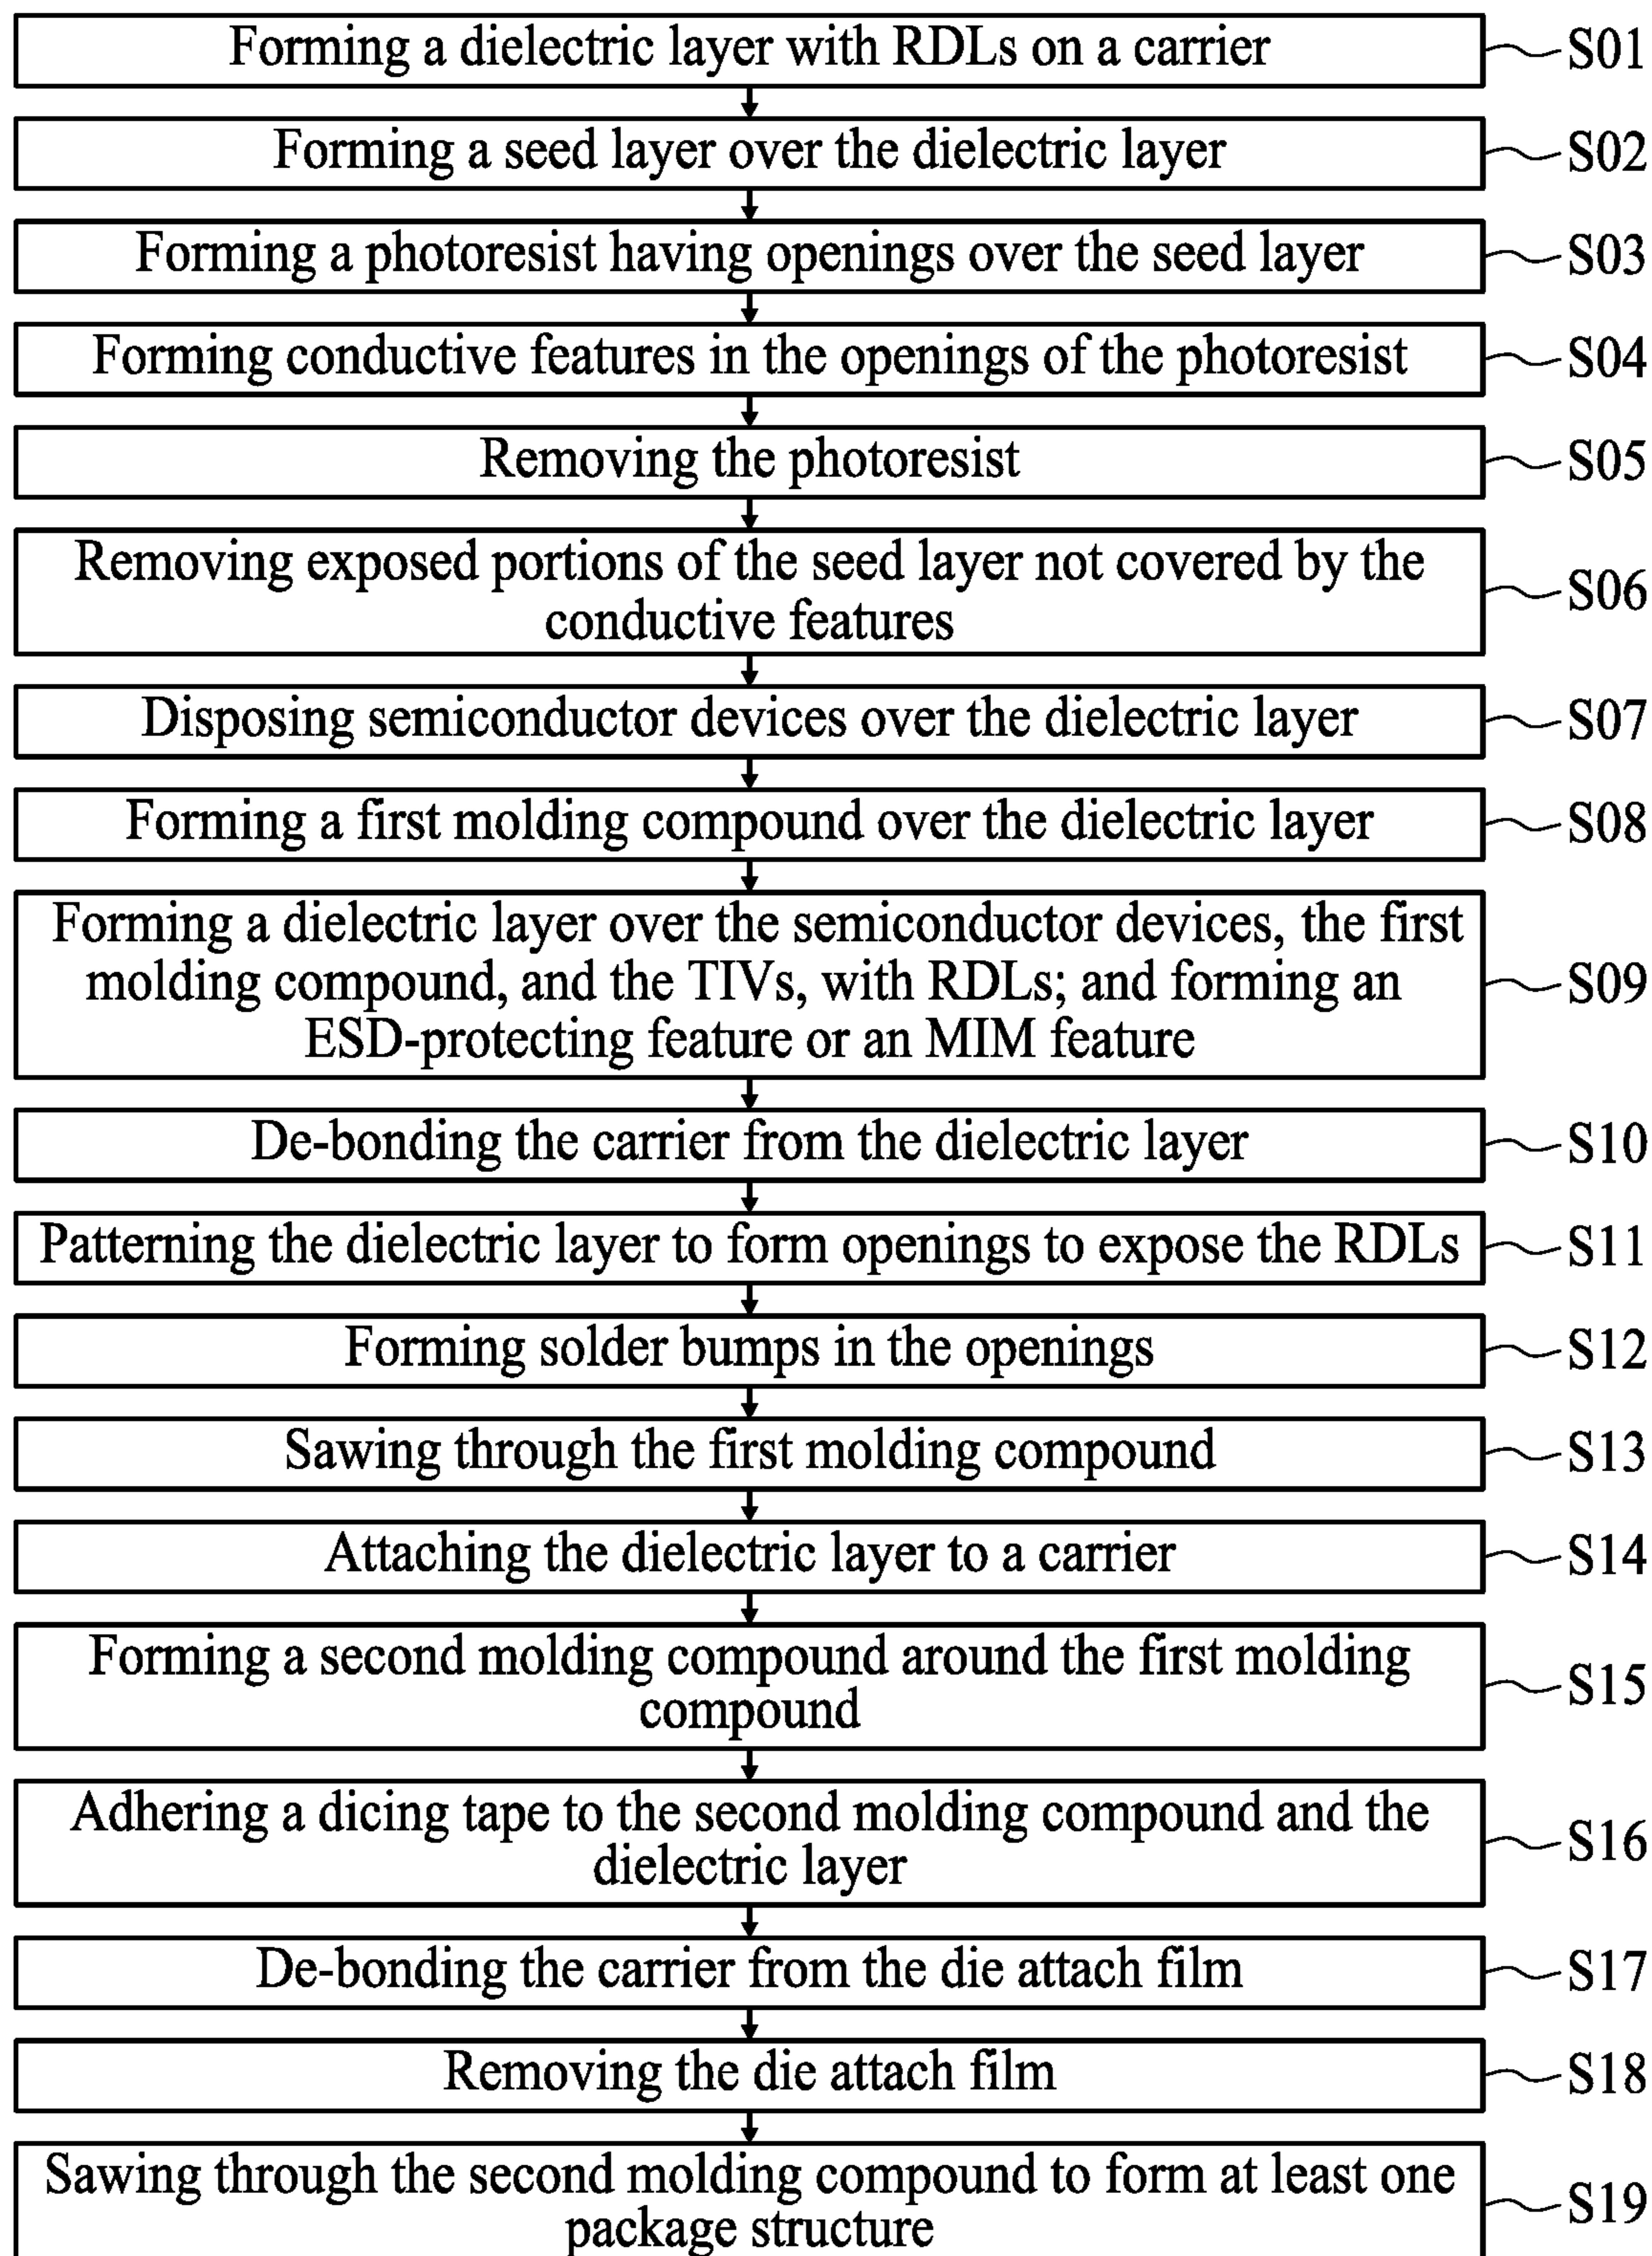 Forming a dielectric layer with RDLs on a carrier
S01
Forming a seed layer over the dielectric layer
S02
Forming a photoresist having openings over the seed layer
S03
Forming conductive features in the openings of the photoresist
S04
Removing the photoresist
S05
Removing exposed portions of the seed layer not covered by the
conductive features
S06
Disposing semiconductor devices over the dielectric layer
S07
Forming a first molding compound over the dielectric layer
S08
Forming a dielectric layer over the semiconductor devices, the first
molding compound, and the TIVs, with RDLs; and forming an
ESD-protecting feature or an MIM feature
S09
De-bonding the carrier from the dielectric layer
S10
Patterning the dielectric layer to form openings to expose the RDLs
S11
Forming solder bumps in the openings
S12
Sawing through the first molding compound
S13
Attaching the dielectric layer to a carrier
S14
Forming a second molding compound around the first molding
compound
S15
Adhering a dicing tape to the second molding compound and the
dielectric layer
S16
De-bonding the carrier from the die attach film
S17
Removing the die attach film
S18
Sawing through the second molding compound to form at least one
package structure
S19